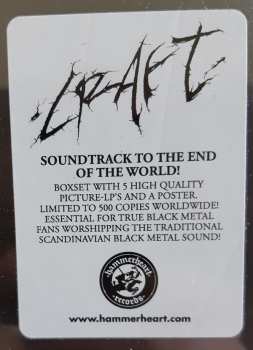 CRAFT
SOUNDTRACK TO THE END
OF THE WORLD!
BOXSET WITH 5 HIGH QUALITY
PICTURE-LP'S AND A POSTER.
LIMITED TO 500 COPIES WORLDWIDE!
ESSENTIAL FOR TRUE BLACK METAL
FANS WORSHIPPING THE TRADITIONAL
SCANDINAVIAN BLACK METAL SOUND!
·hammerheart·
records
www.hammerheart.com